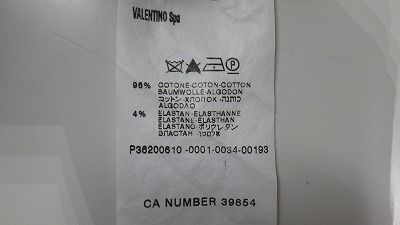 VALENTINO Spa
96% COTONE-COTON-COTTON
BAUMWOLLE-ALGODON
コットン-ХЛОПОК-כותנה
ALGODAO
4% ELASTAN-ELASTHANNE
ELASTANE-ELASTHAN
ELASTANO-ポリウレタン
ЭЛАСТАН-אלסטן
P36200610 -0001-0034-00193
CA NUMBER 39654